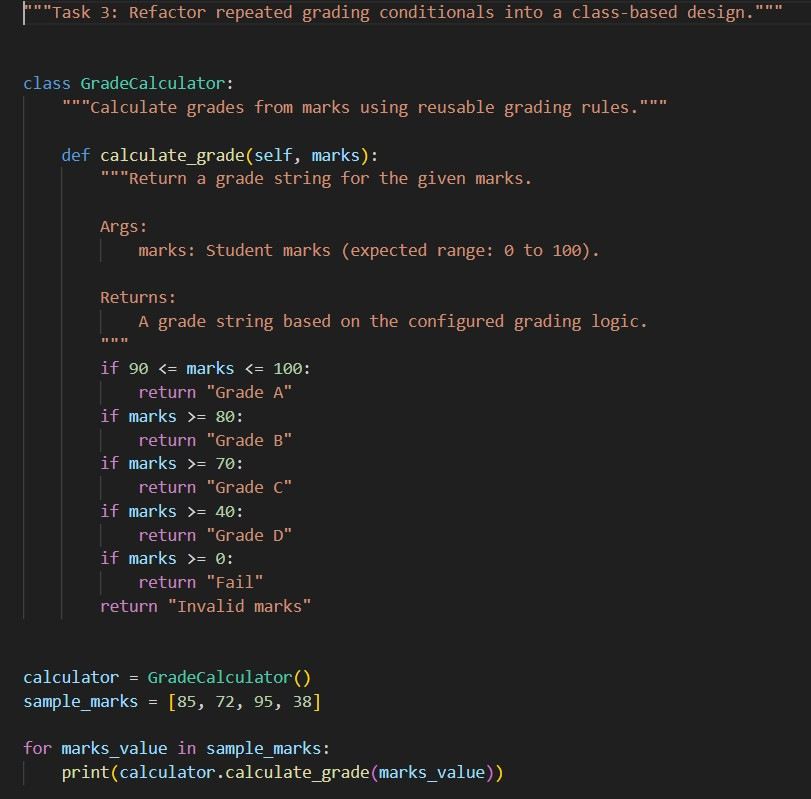 """Task 3: Refactor repeated grading conditionals into a class-based design."""
class GradeCalculator:
"""Calculate grades from marks using reusable grading rules."""
def calculate_grade(self, marks):
"""Return a grade string for the given marks.
Args:
marks: Student marks (expected range: 0 to 100).
Returns:
A grade string based on the configured grading logic.
"""
if 90 <= marks <= 100:
return "Grade A"
if marks >= 80:
return "Grade B"
if marks >= 70:
return "Grade C"
if marks >= 40:
return "Grade D"
if marks >= 0:
return "Fail"
return "Invalid marks"
calculator = GradeCalculator()
sample_marks = [85, 72, 95, 38]
for marks_value in sample_marks:
print(calculator.calculate_grade(marks_value))